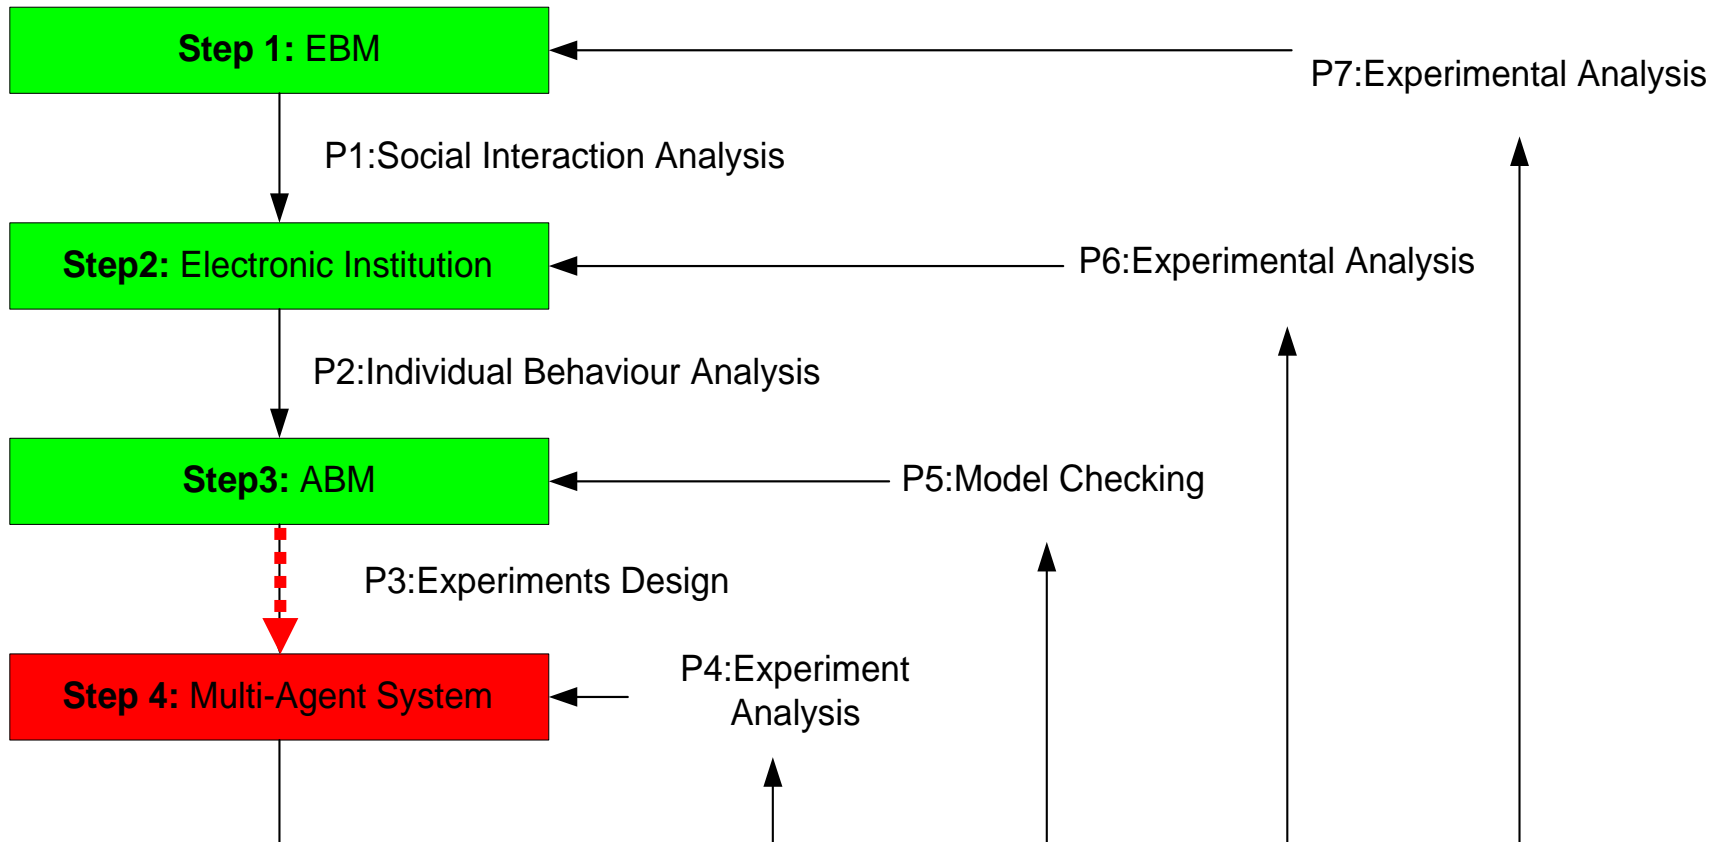 Step 1: EBM
P7:Experimental Analysis
P1:Social Interaction Analysis
Step2: Electronic Institution
P6:Experimental Analysis
P2:Individual Behaviour Analysis
Step3: ABM
P5:Model Checking
P3:Experiments Design
Step 4: Multi-Agent System
P4:Experiment
Analysis